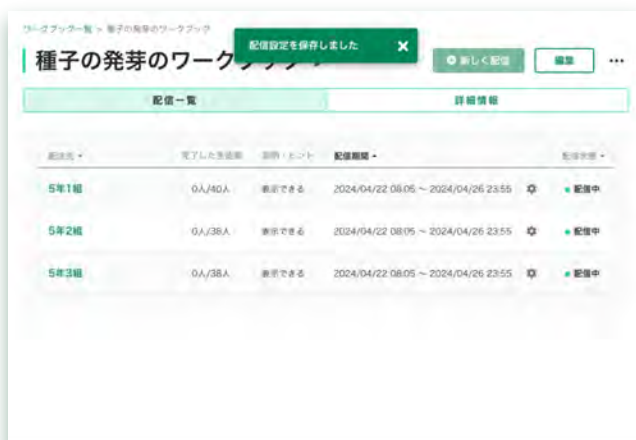 ワークブック一覧 > 種子の発芽のワークブック
種子の発芽のワーク
配信設定を保存しました
新しく配信
編集
配信一覧
詳細情報
配信先
完了した生徒数
説明・ヒント
配信期間
配信状態
5年1組 0人/40人 表示できる 2024/04/22 08:05 ~ 2024/04/26 23:55 配信中
5年2組 0人/38人 表示できる 2024/04/22 08:05 ~ 2024/04/26 23:55 配信中
5年3組 0人/38人 表示できる 2024/04/22 08:05 ~ 2024/04/26 23:55 配信中